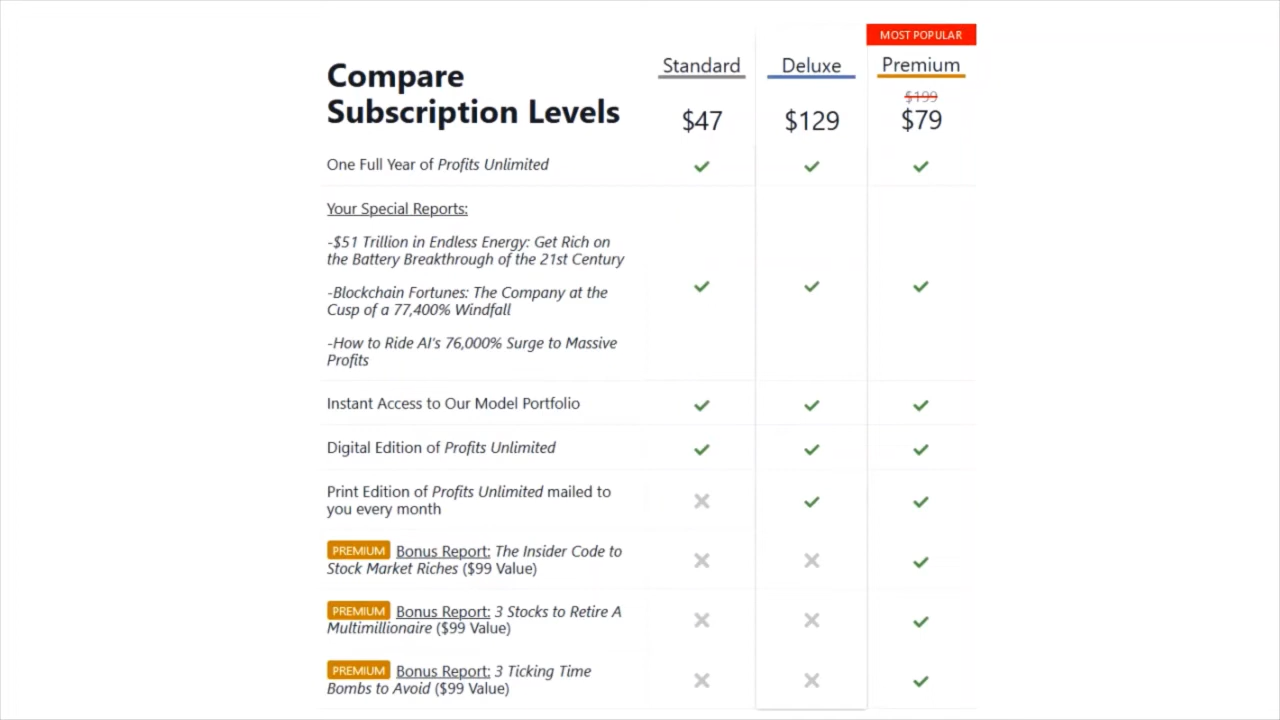 MOST POPULAR
Compare
Subscription Levels
Standard
Deluxe
Premium
$199
$47
$129
$79
One Full Year of Profits Unlimited
Your Special Reports:
-$51 Trillion in Endless Energy: Get Rich on
the Battery Breakthrough of the 21st Century
-Blockchain Fortunes: The Company at the
Cusp of a 77,400% Windfall
-How to Ride AI's 76,000% Surge to Massive
Profits
Instant Access to Our Model Portfolio
Digital Edition of Profits Unlimited
Print Edition of Profits Unlimited mailed to
you every month
PREMIUM Bonus Report: The Insider Code to
Stock Market Riches ($99 Value)
PREMIUM Bonus Report: 3 Stocks to Retire A
Multimillionaire ($99 Value)
PREMIUM Bonus Report: 3 Ticking Time
Bombs to Avoid ($99 Value)